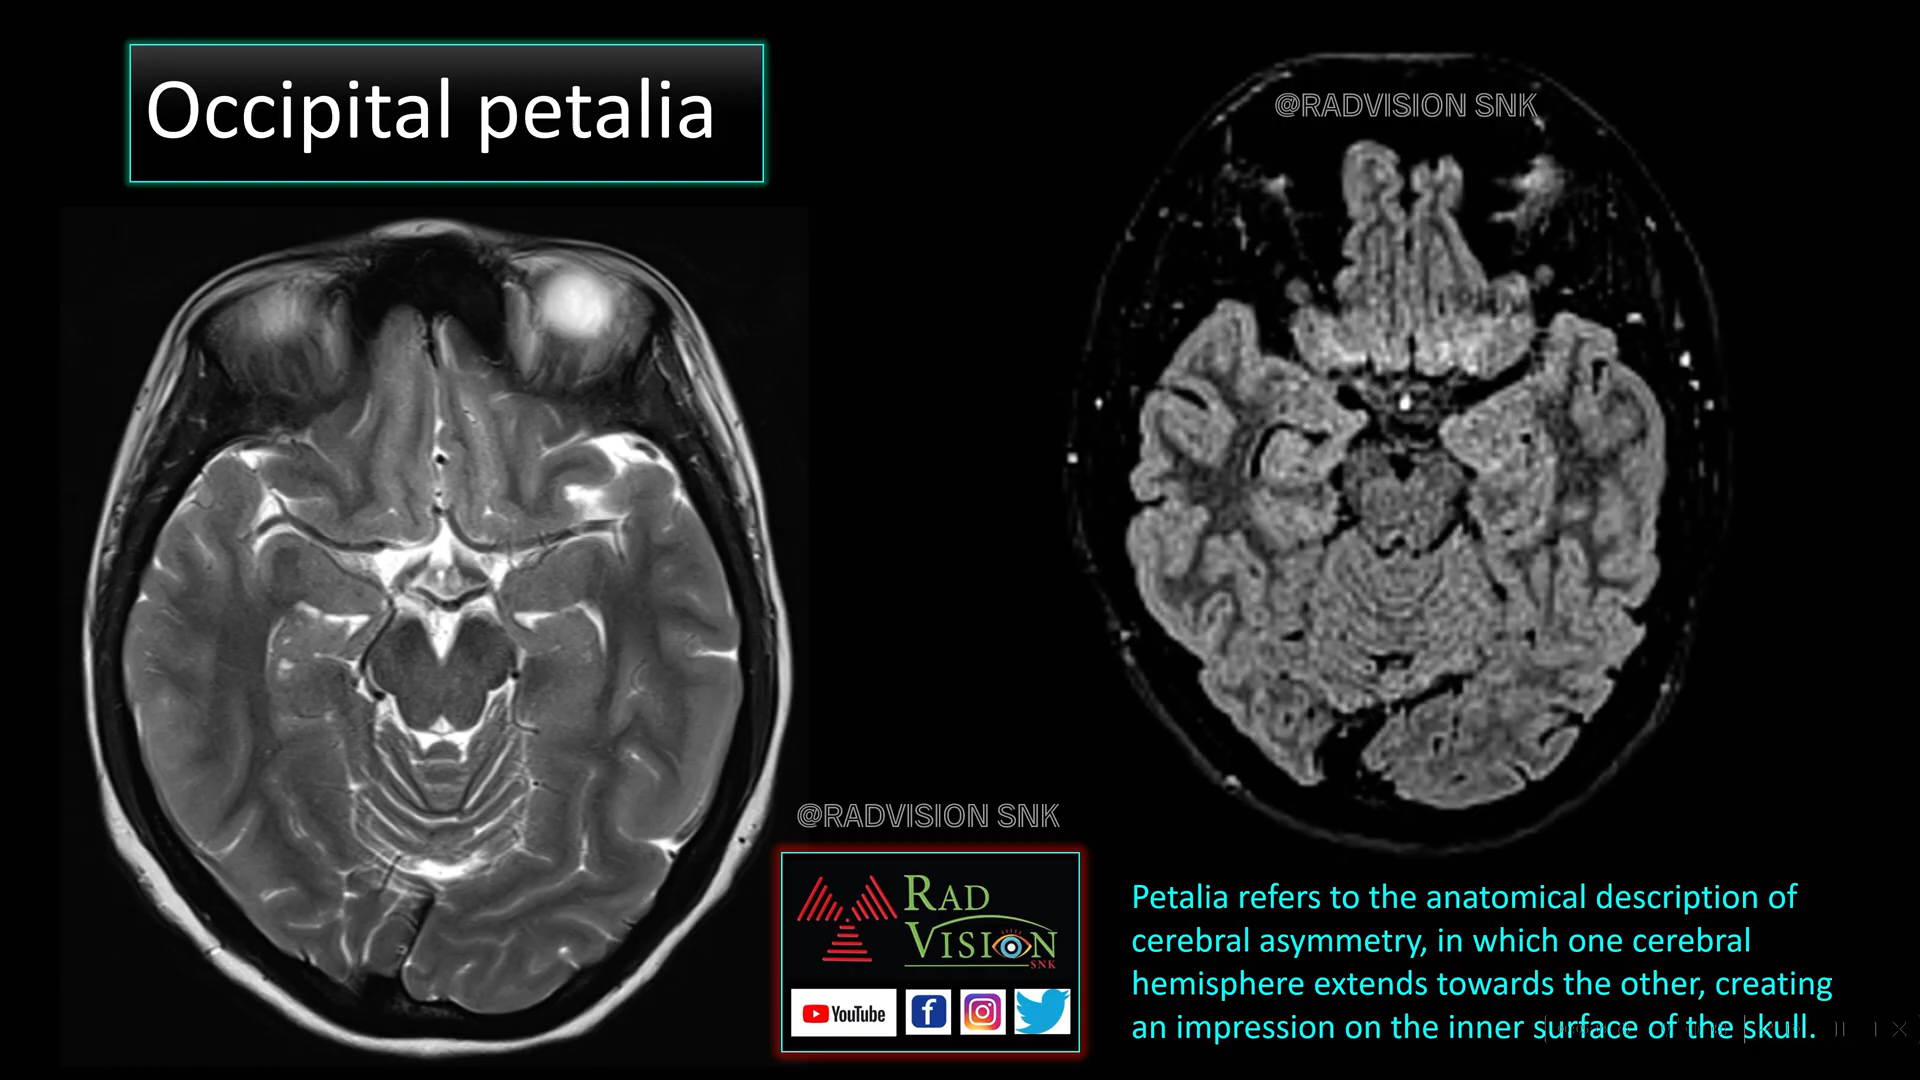 Occipital petalia
@RADVISION SNK
@RADVISION SNK
RAD
VISION
SNK
YouTube
Petalia refers to the anatomical description of
cerebral asymmetry, in which one cerebral
hemisphere extends towards the other, creating
an impression on the inner surface of the skull.